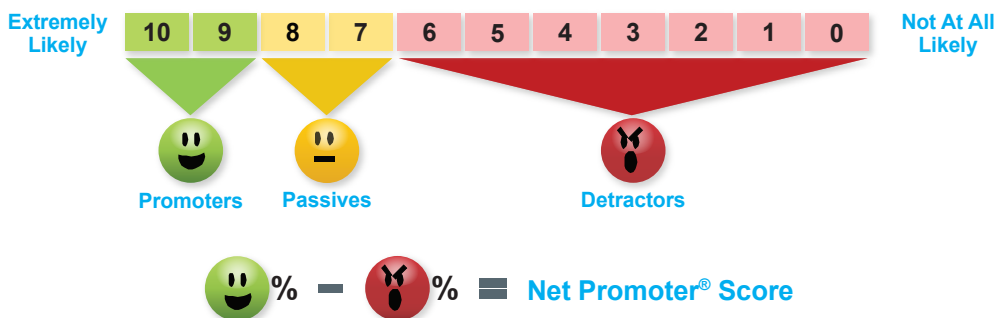 Extremely
Likely
10 9 8 7 6 5 4 3 2 1 0
Not At All
Likely
Promoters Passives Detractors
% – % = Net Promoter® Score